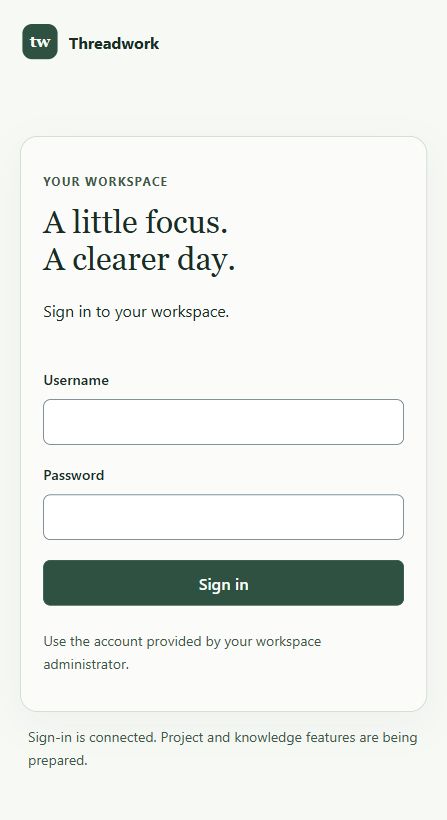 tw Threadwork
YOUR WORKSPACE
A little focus.
A clearer day.
Sign in to your workspace.
Username
Password
Sign in
Use the account provided by your workspace
administrator.
Sign-in is connected. Project and knowledge features are being
prepared.